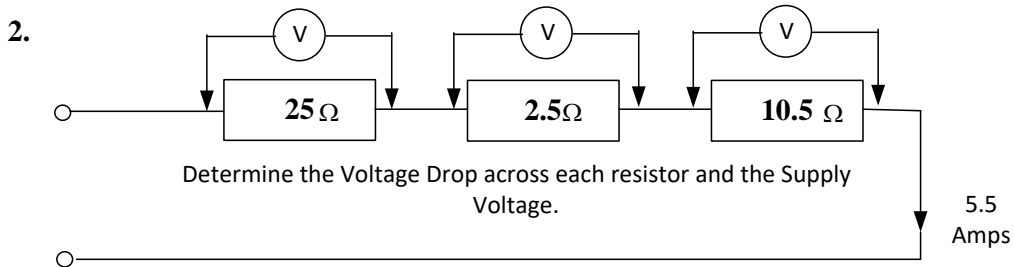 2.
V V V
25 Ω 2.5Ω 10.5 Ω
Determine the Voltage Drop across each resistor and the Supply
Voltage.
5.5
Amps